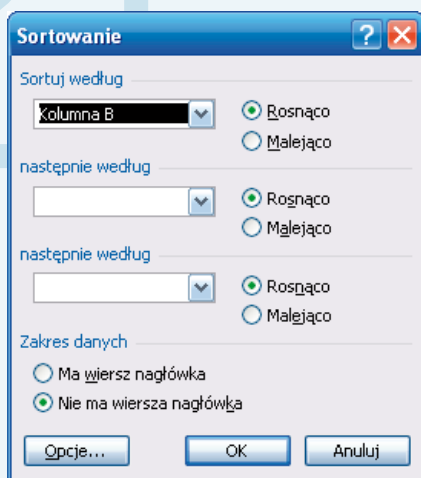 Sortowanie
Sortuj według
Kolumna B
Rosnąco
Malejąco
następnie według
Rosnąco
Malejąco
następnie według
Rosnąco
Malejąco
Zakres danych
Ma wiersz nagłówka
Nie ma wiersza nagłówka
Opcje... OK Anuluj